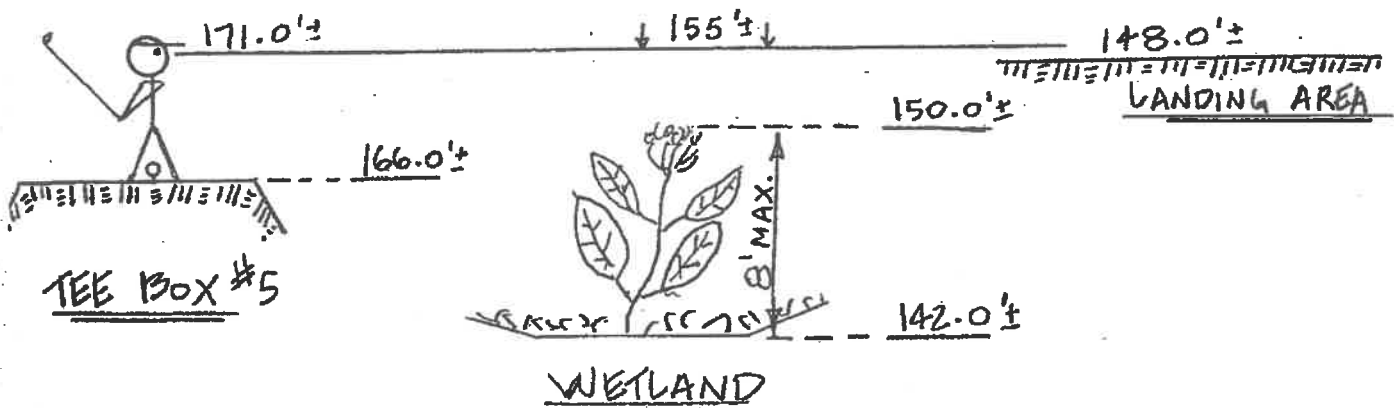 171.0'±
155'±
148.0'±
LANDING AREA
150.0'±
166.0'±
8' MAX.
TEE BOX #5
142.0'±
WETLAND